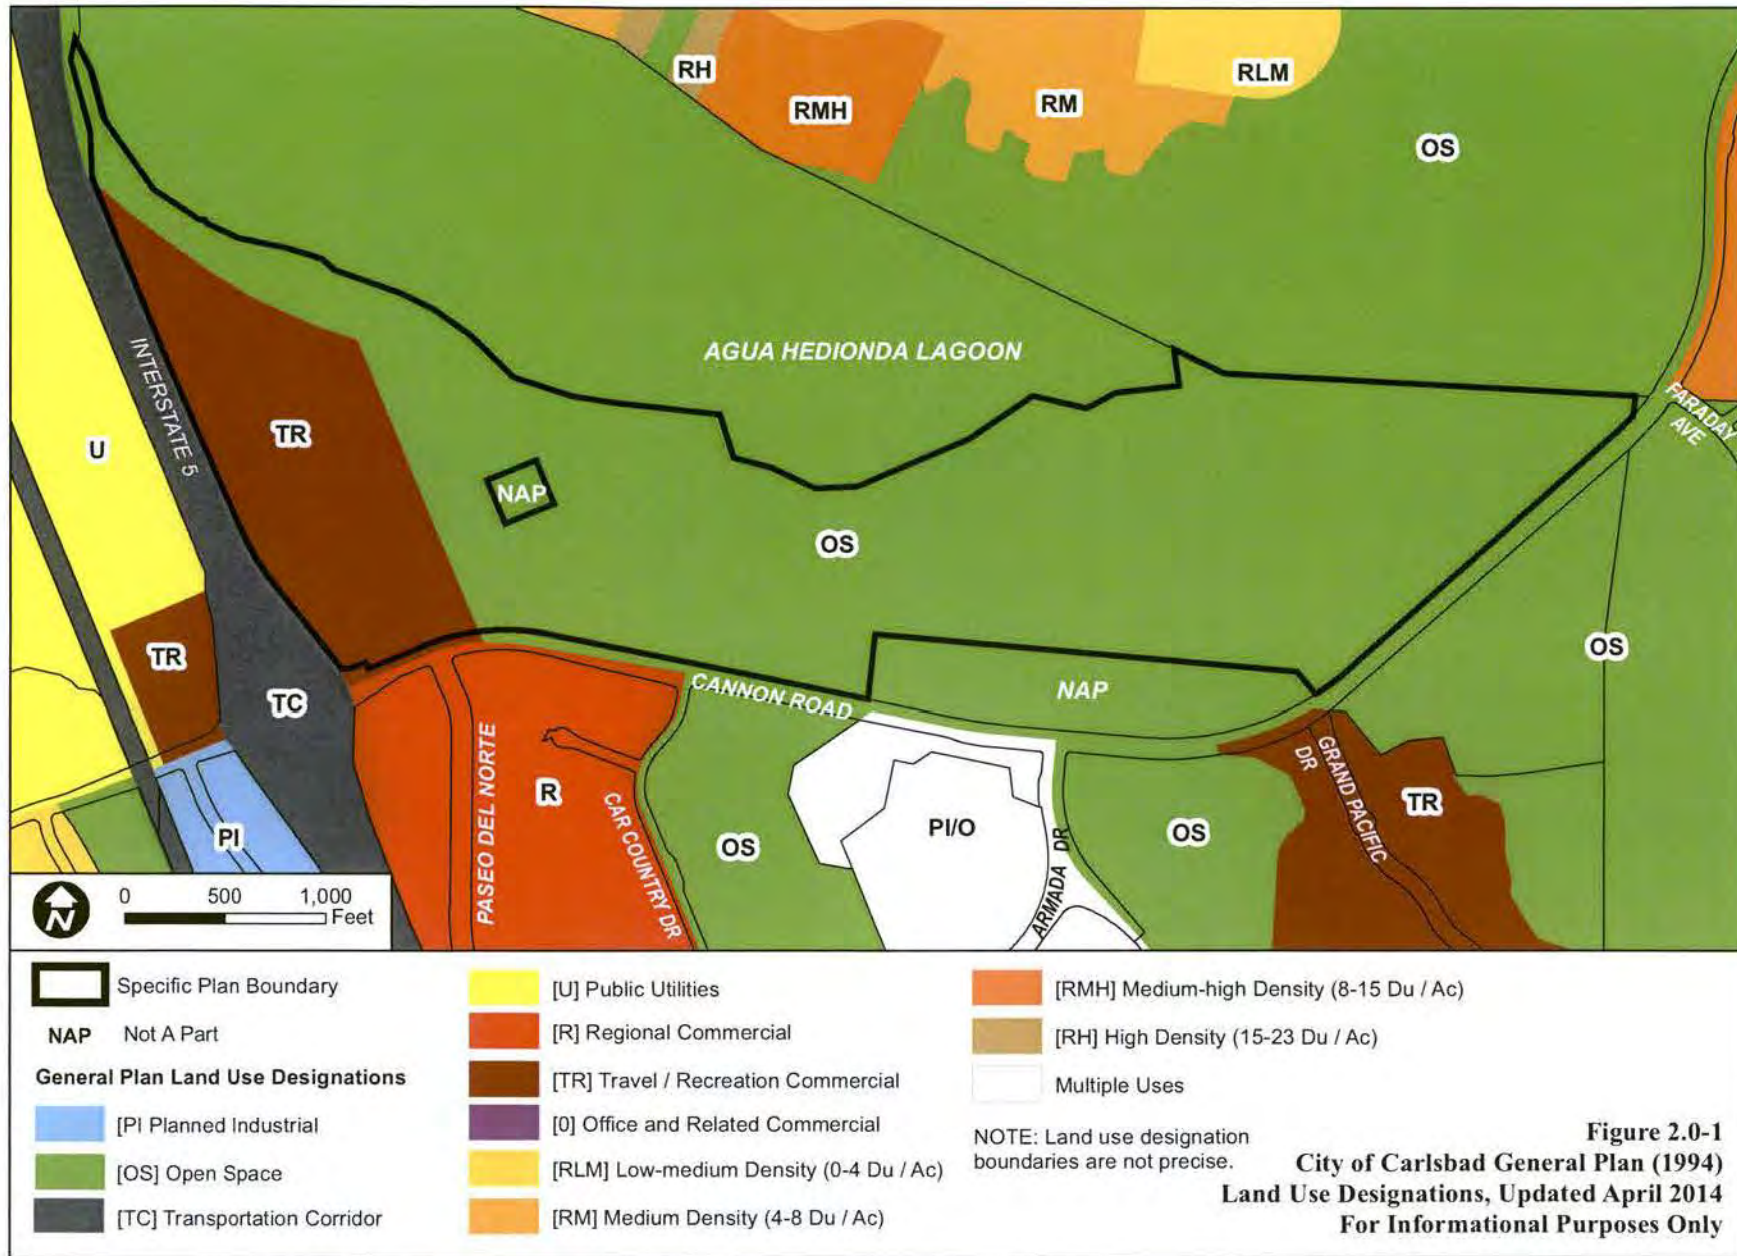 RH
RMH
RM
RLM
OS
AGUA HEDIONDA LAGOON
INTERSTATE 5
FARADAY
AVE
U
TR
NAP
OS
TR
TC
CANNON ROAD
NAP
OS
PASEO DEL NORTE
R
CAR COUNTRY DR
OS
PI/O
ARMADA DR
OS
GRAND PACIFIC
DR
TR
PI
N
0 500 1,000
Feet
Specific Plan Boundary
NAP Not A Part
General Plan Land Use Designations
[PI Planned Industrial
[OS] Open Space
[TC] Transportation Corridor
[U] Public Utilities
[R] Regional Commercial
[TR] Travel / Recreation Commercial
[0] Office and Related Commercial
[RLM] Low-medium Density (0-4 Du / Ac)
[RM] Medium Density (4-8 Du / Ac)
[RMH] Medium-high Density (8-15 Du / Ac)
[RH] High Density (15-23 Du / Ac)
Multiple Uses
NOTE: Land use designation
boundaries are not precise.
Figure 2.0-1
City of Carlsbad General Plan (1994)
Land Use Designations, Updated April 2014
For Informational Purposes Only